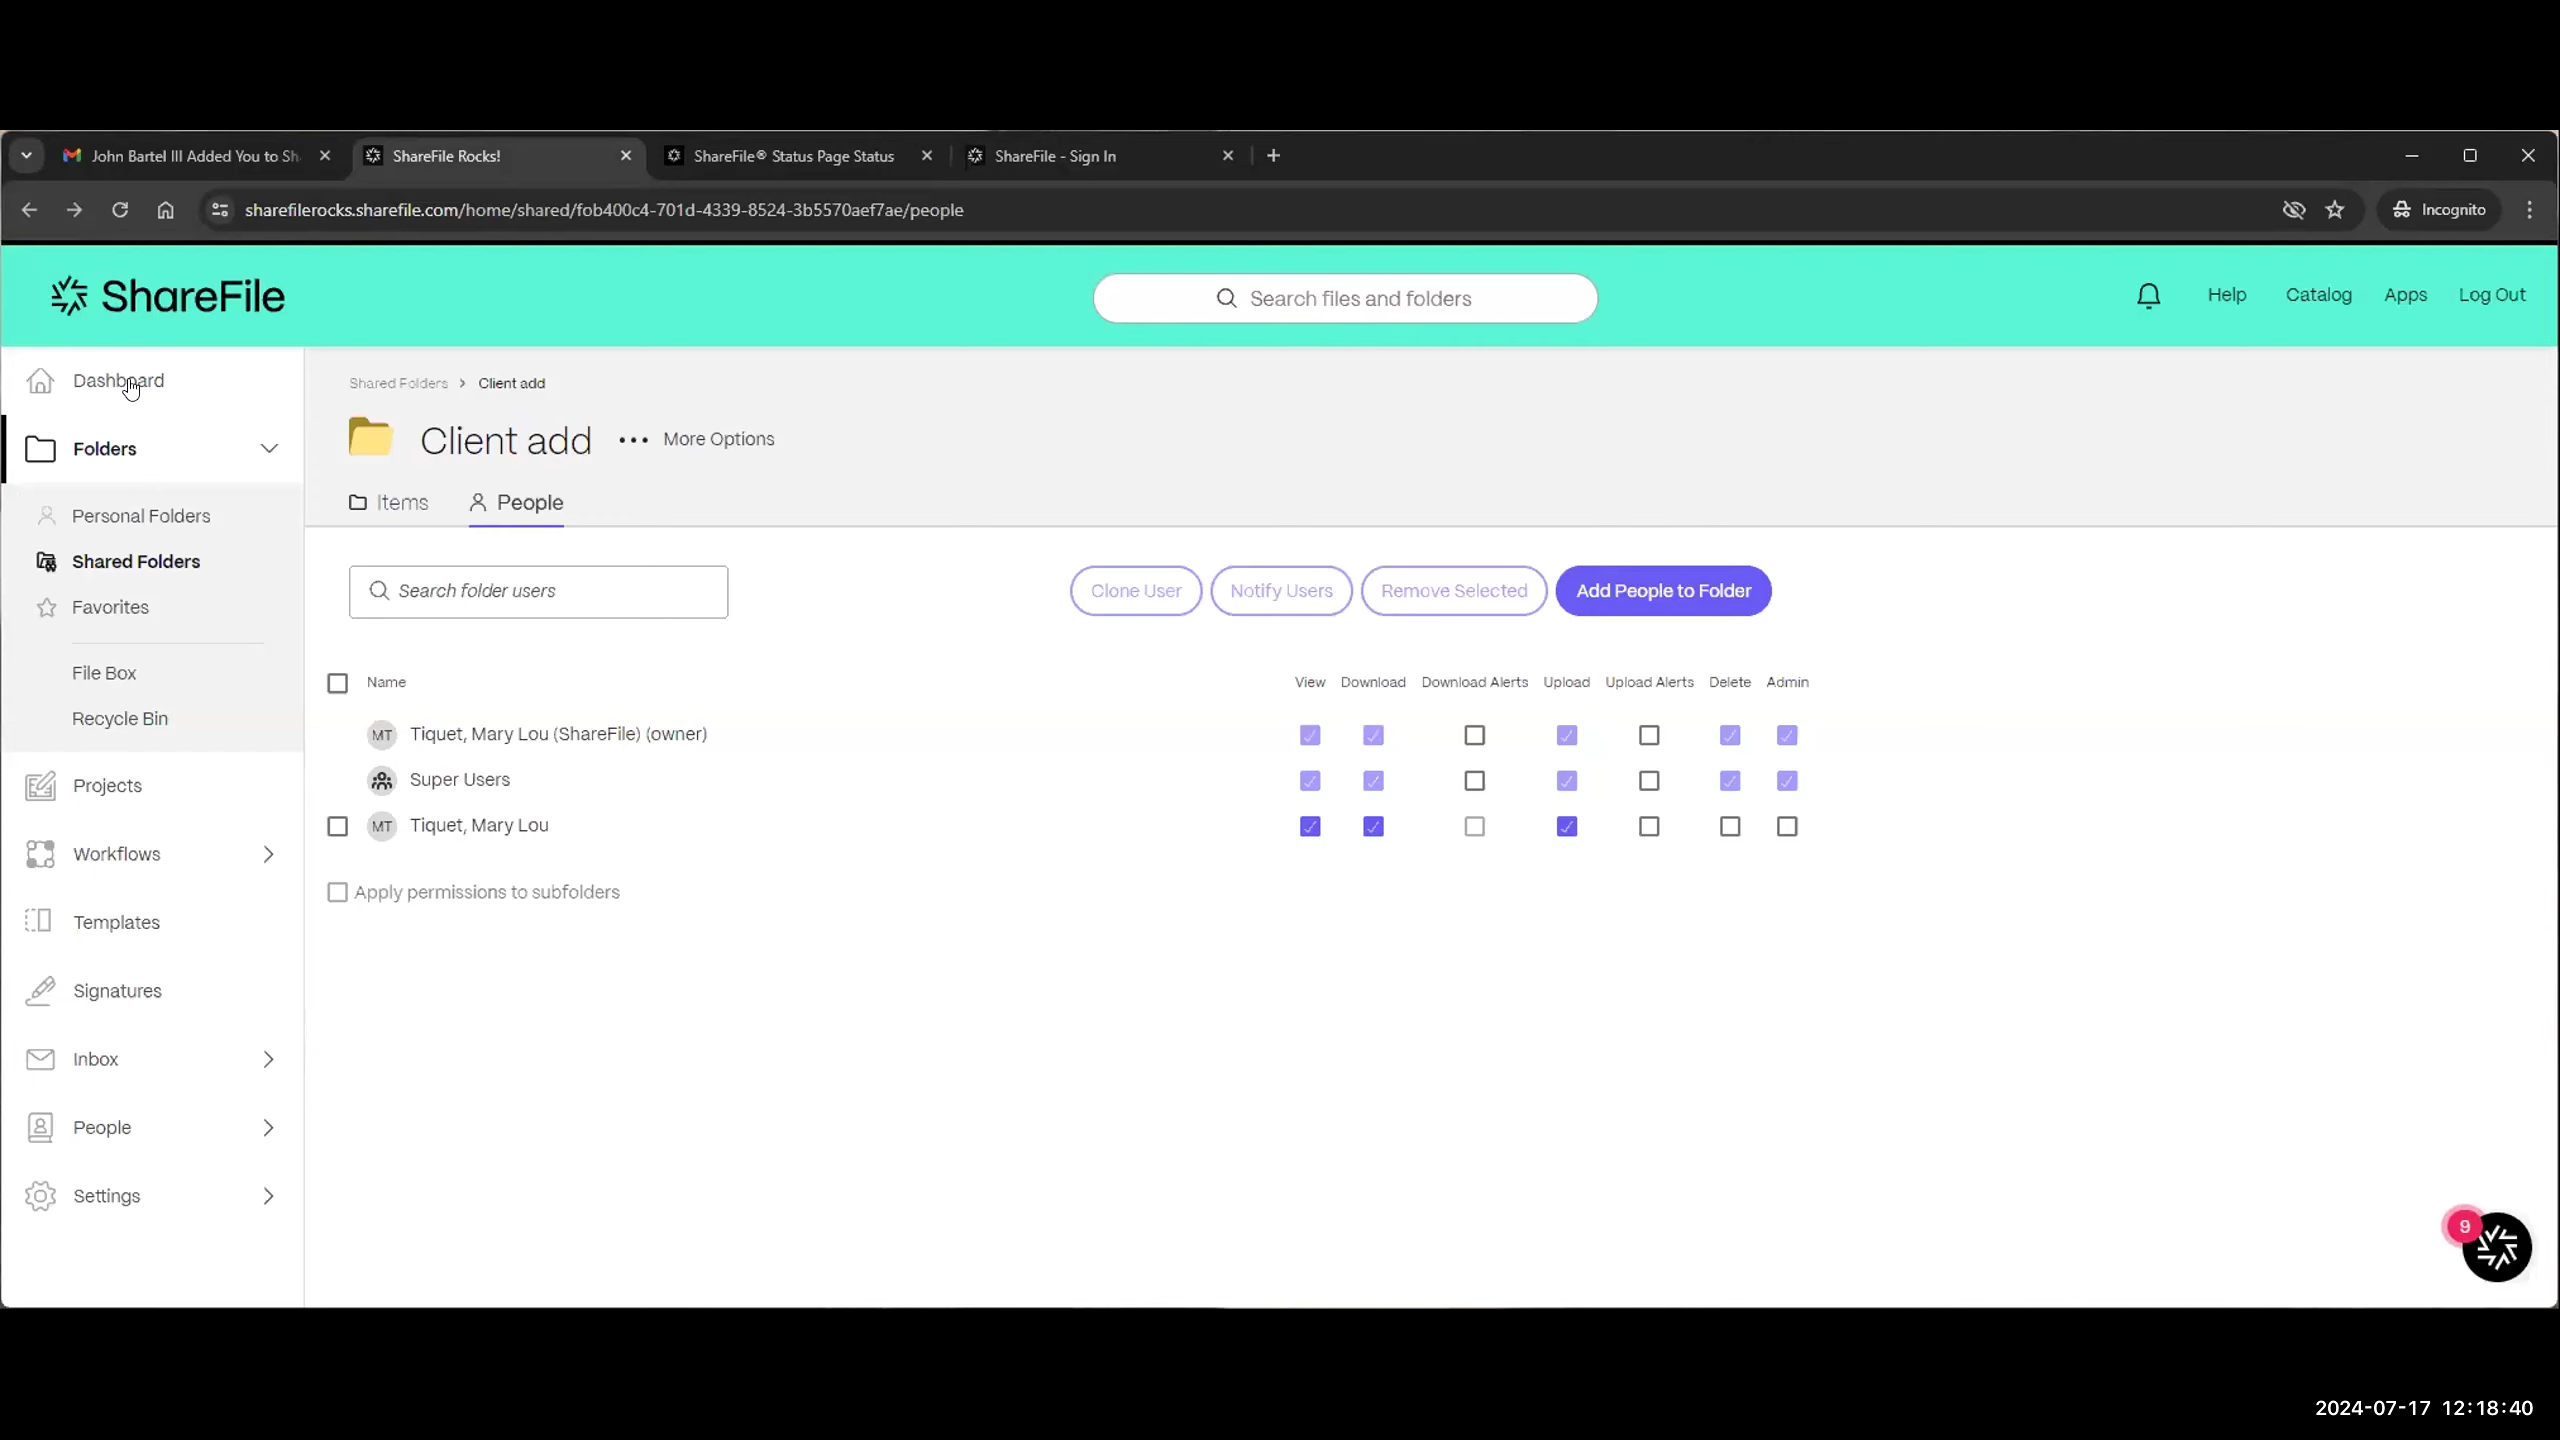 John Bartel III Added You to Sh
ShareFile Rocks!
ShareFile® Status Page Status
ShareFile - Sign In
sharefilerocks.sharefile.com/home/shared/fob400c4-701d-4339-8524-3b5570aef7ae/people
Incognito
ShareFile
Search files and folders
Help
Catalog
Apps
Log Out
Dashboard
Folders
Personal Folders
Shared Folders
Favorites
File Box
Recycle Bin
Projects
Workflows
Templates
Signatures
Inbox
People
Settings
Shared Folders > Client add
Client add
More Options
Items
People
Search folder users
Clone User
Notify Users
Remove Selected
Add People to Folder
Name View Download Download Alerts Upload Upload Alerts Delete Admin
MT Tiquet, Mary Lou (ShareFile) (owner)
Super Users
MT Tiquet, Mary Lou
Apply permissions to subfolders
9
2024-07-17 12:18:40